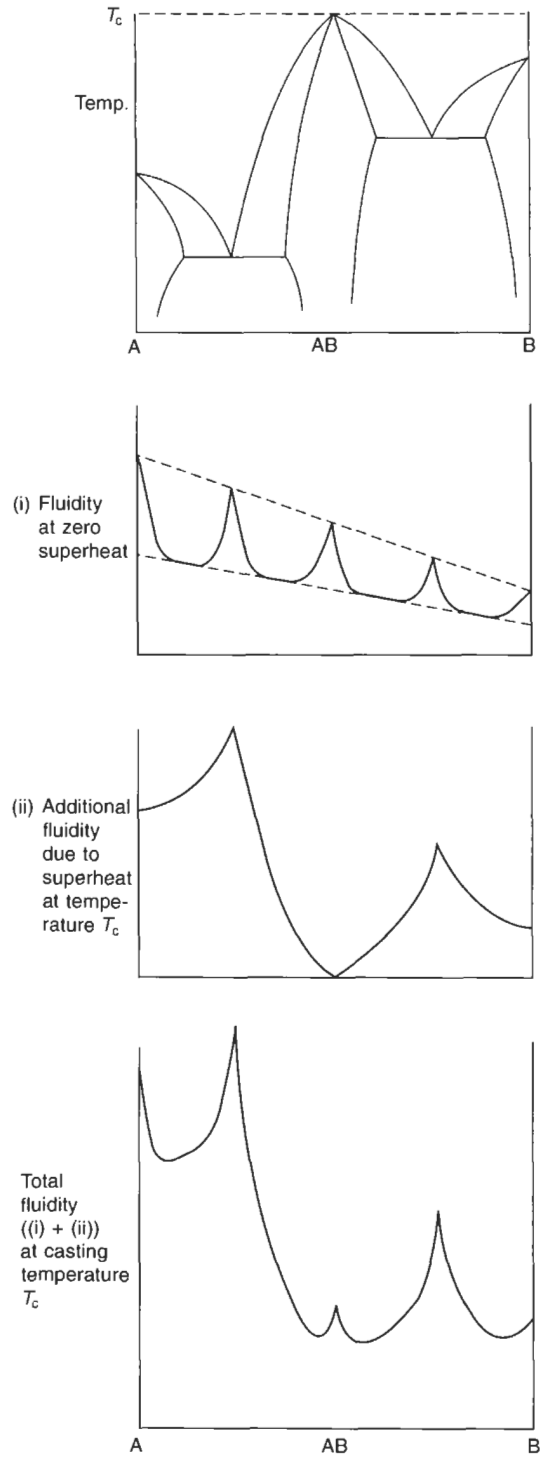 Tc
Temp.
A AB B
(i) Fluidity
at zero
superheat
(ii) Additional
fluidity
due to
superheat
at tempe-
rature Tc
Total
fluidity
((i) + (ii))
at casting
temperature
Tc
A AB B